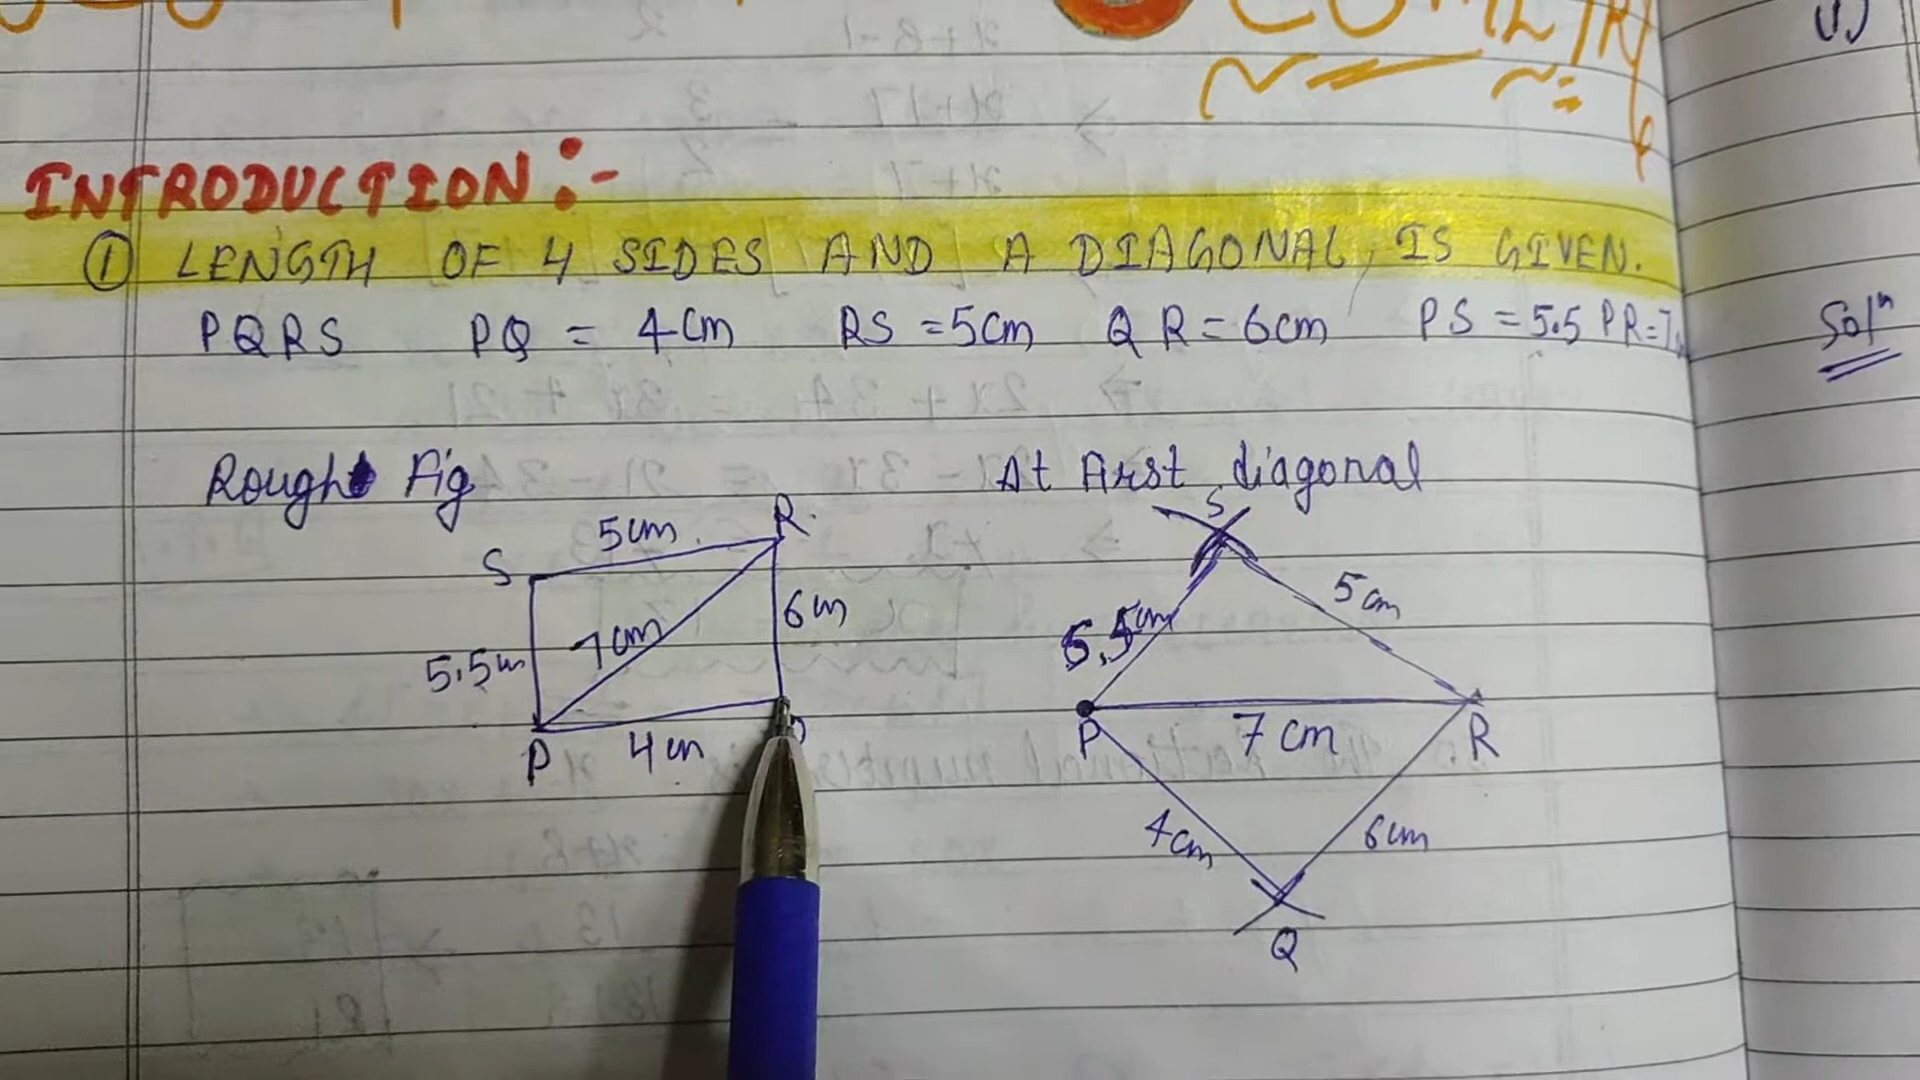 INTRODUCTION :-
① LENGTH OF 4 SIDES AND A DIAGONAL, IS GIVEN.
PQRS PQ = 4cm RS = 5cm QR = 6cm PS = 5.5 PR = 7
Soln
Rough Fig
At first diagonal
S
5cm
R
5.5cm
7cm
6cm
P
4cm
S
5.5cm
5cm
P
7 cm
R
4cm
6cm
Q